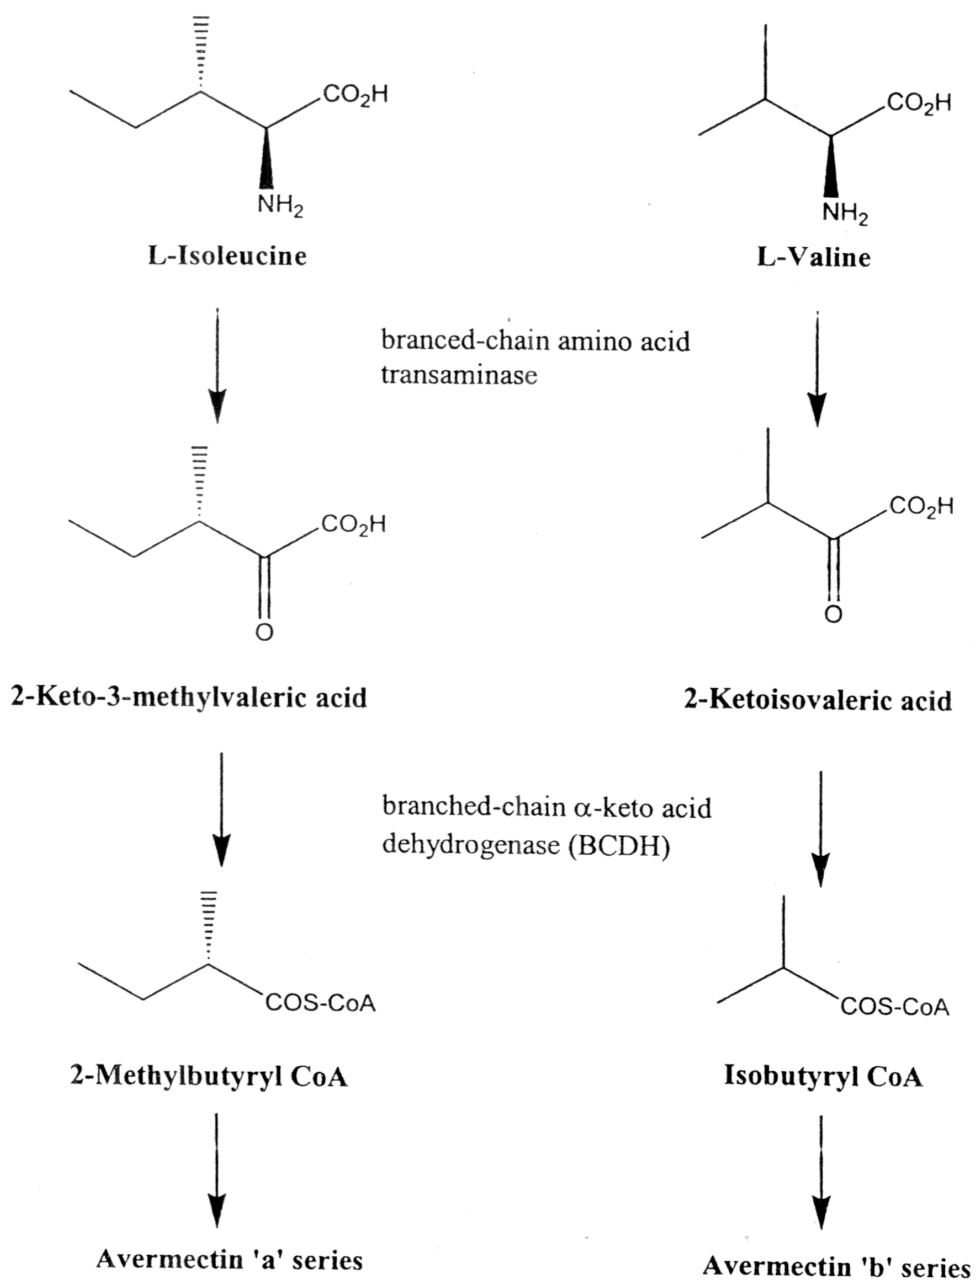 CO₂H
NH₂
L-Isoleucine
CO₂H
NH₂
L-Valine
branced-chain amino acid
transaminase
CO₂H
O
2-Keto-3-methylvaleric acid
CO₂H
O
2-Ketoisovaleric acid
branched-chain α-keto acid
dehydrogenase (BCDH)
COS-CoA
2-Methylbutyryl CoA
COS-CoA
Isobutyryl CoA
Avermectin 'a' series
Avermectin 'b' series